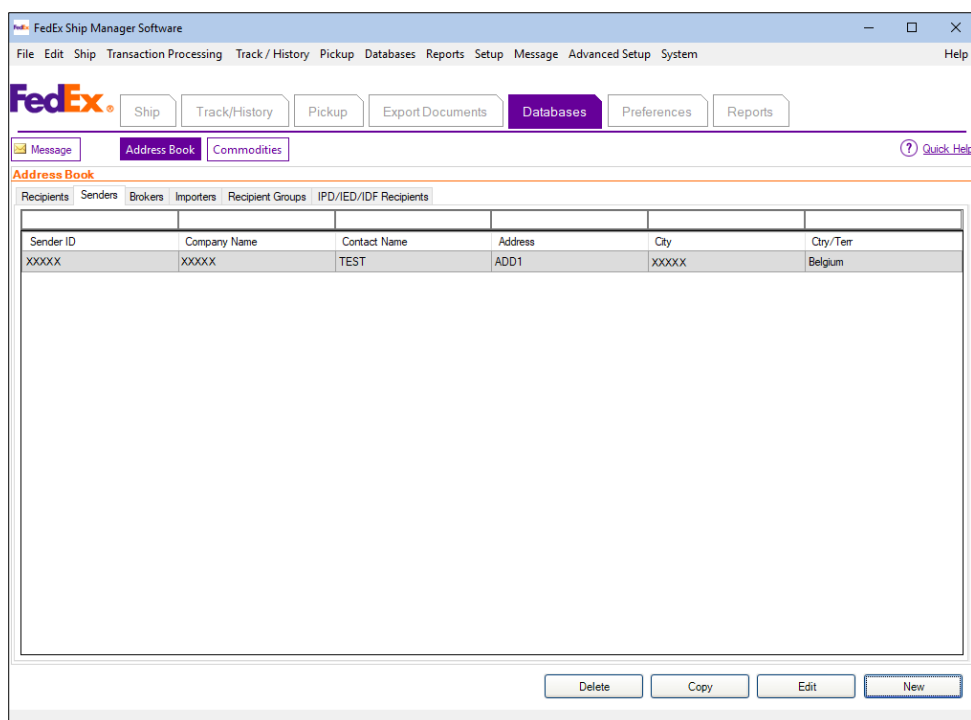 FedEx Ship Manager Software
File Edit Ship Transaction Processing Track / History Pickup Databases Reports Setup Message Advanced Setup System Help
FedEx® Ship Track/History Pickup Export Documents Databases Preferences Reports
Message Address Book Commodities ? Quick Help
Address Book
Recipients Senders Brokers Importers Recipient Groups IPD/IED/IDF Recipients
Sender ID Company Name Contact Name Address City Ctry/Terr
XXXXX XXXXX TEST ADD1 XXXXX Belgium
Delete Copy Edit New